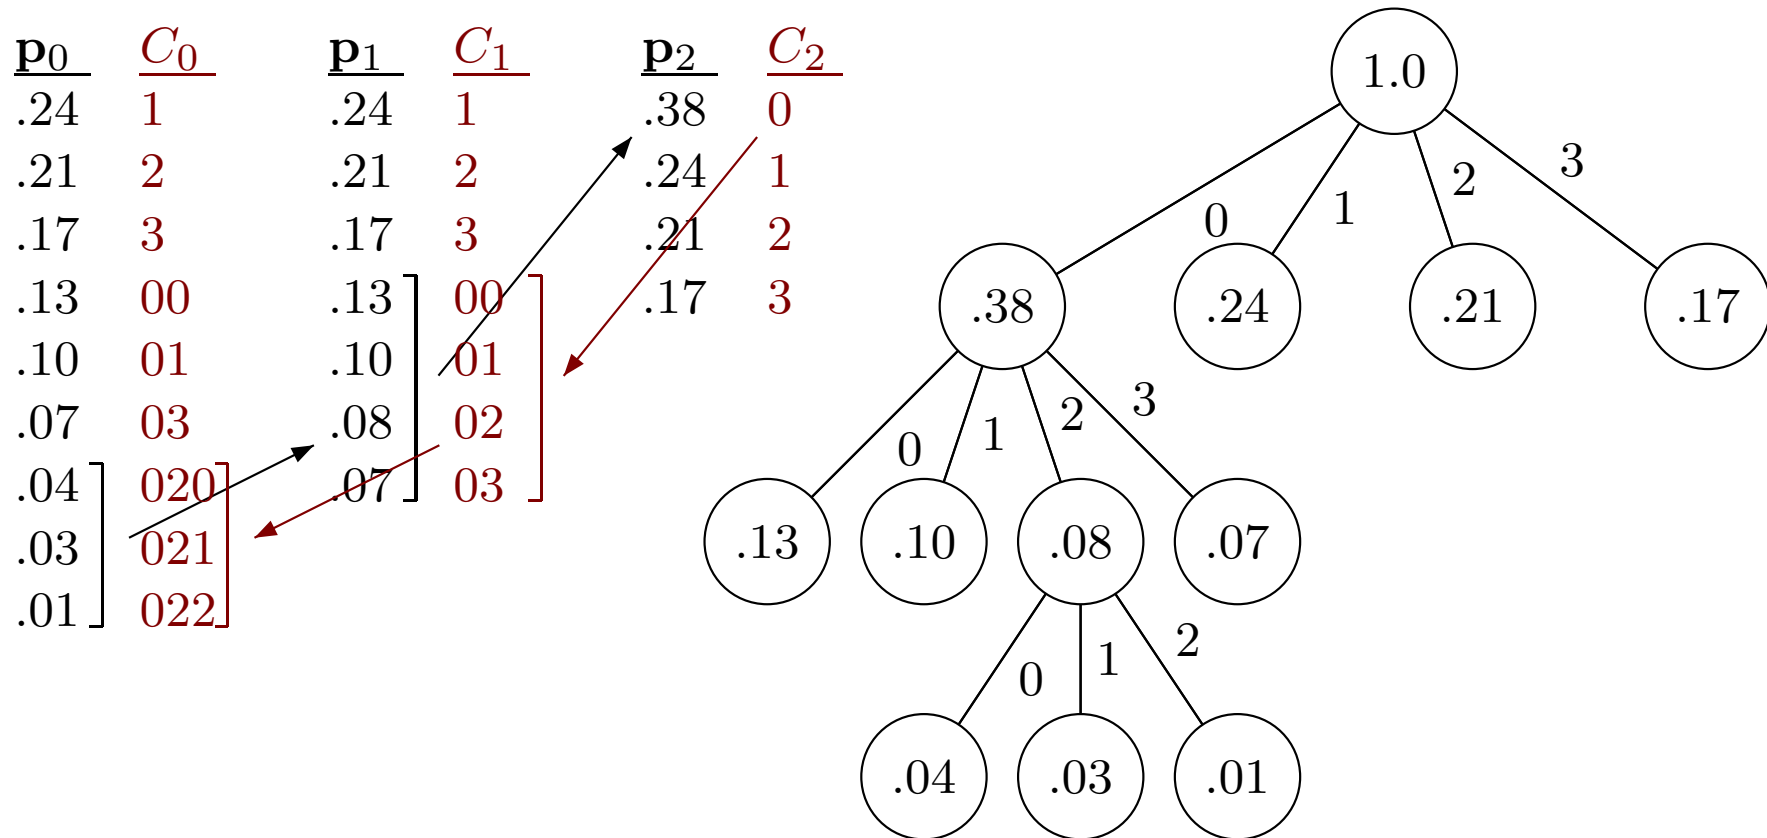 p0 C0 p1 C1 p2 C2
.24 1 .24 1 .38 0
.21 2 .21 2 .24 1
.17 3 .17 3 .21 2
.13 00 .13 00 .17 3
.10 01 .10 01
.07 03 .08 02
.04 020 .07 03
.03 021
.01 022
1.0
0 1 2 3
.38 .24 .21 .17
0 1 2 3
.13 .10 .08 .07
0 1 2
.04 .03 .01